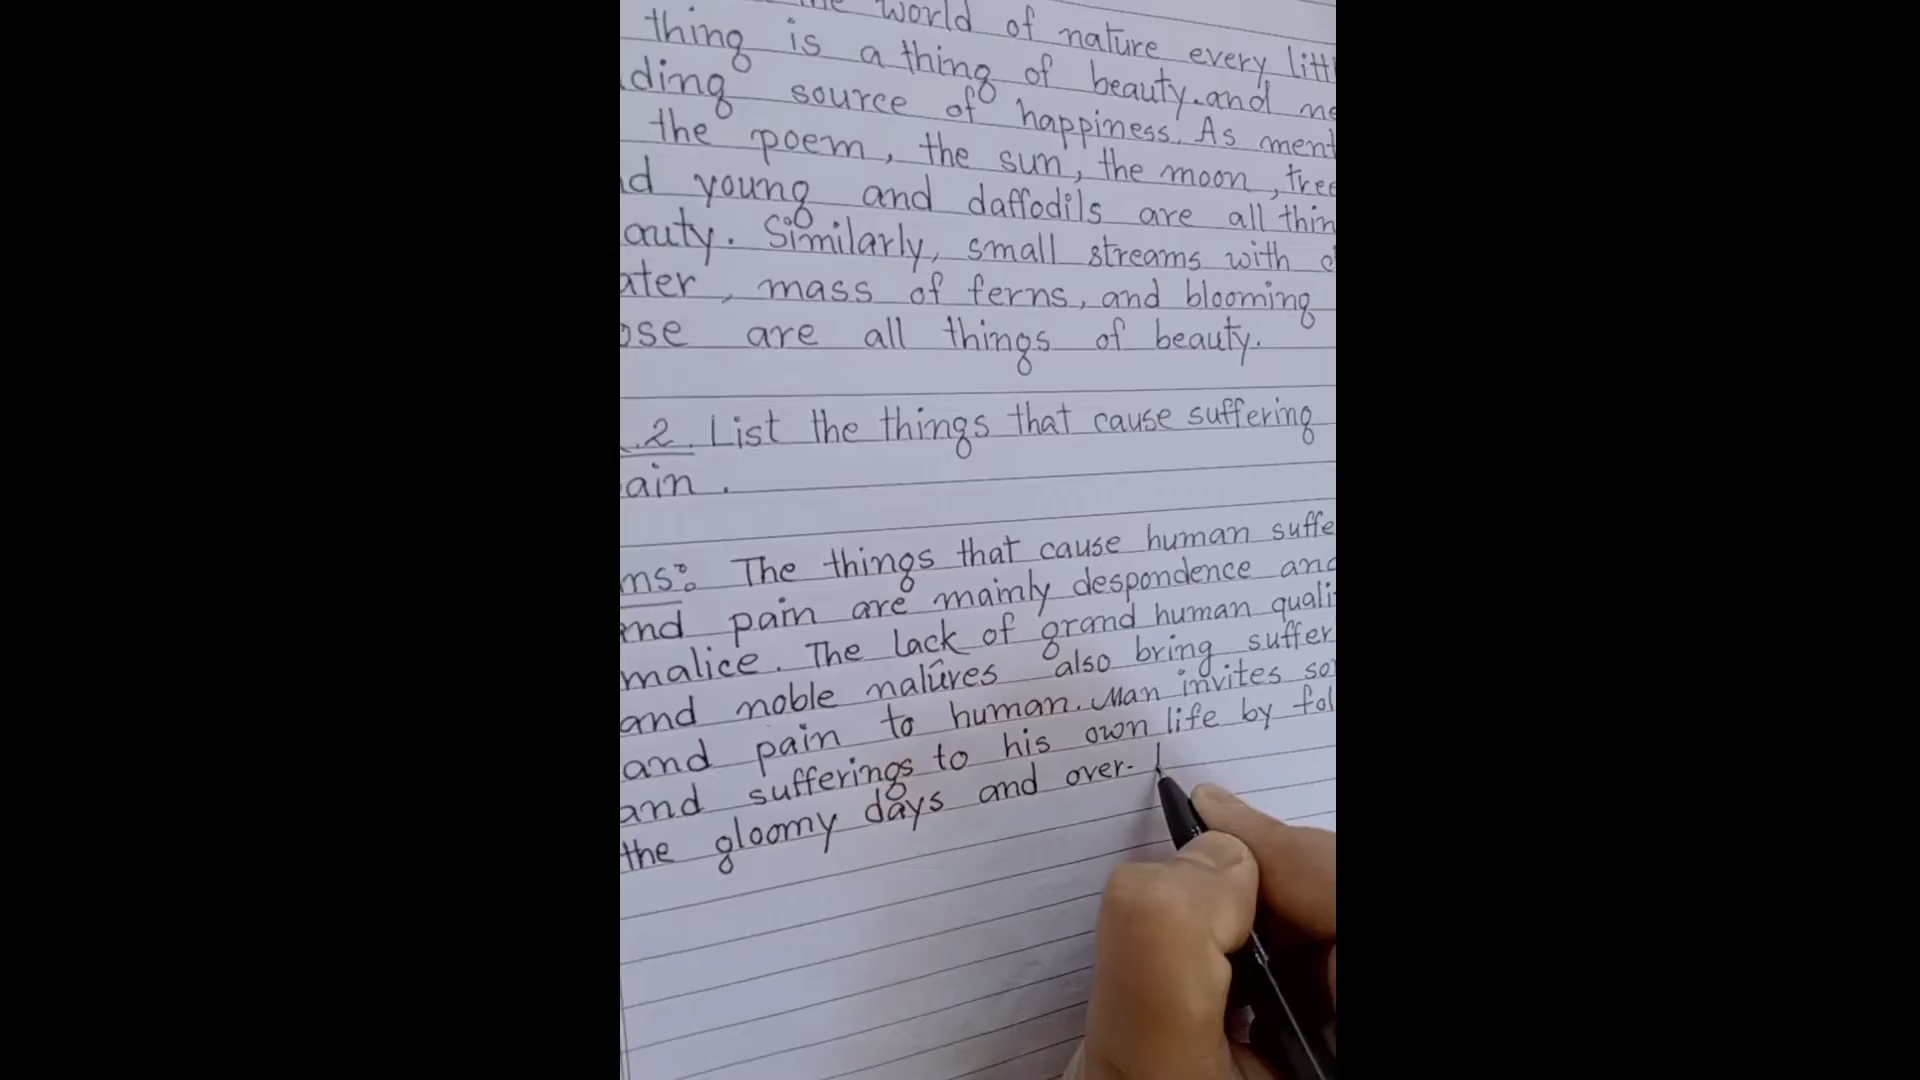 the world of nature every litt
thing is a thing of beauty. and
ding source of happiness. As ment
the poem, the sun, the moon, tree
d young and daffodils are all thin
auty. Similarly, small streams with
ater, mass of ferns, and blooming
ose are all things of beauty.
.2. List the things that cause suffering
ain.
ms: The things that cause human suffe
and pain are mainly despondence and
malice. The lack of grand human quali
and noble natures also bring suffer
and pain to human. Man invites so
and sufferings to his own life by fol
the gloomy days and over-